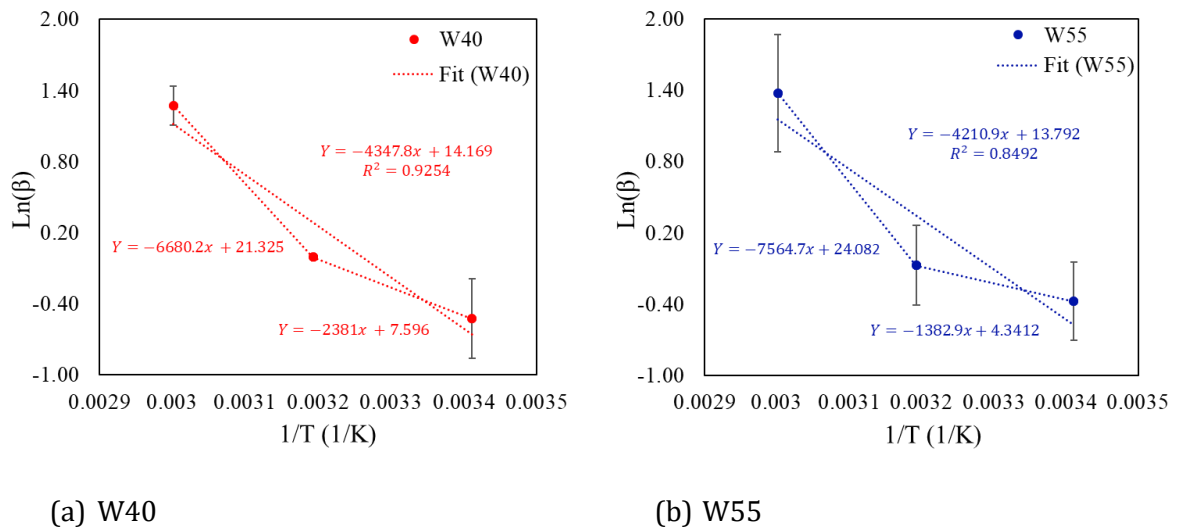 2.00
1.40
0.80
0.20
-0.40
-1.00
Ln(β)
W40
Fit (W40)
Y = −4347.8x + 14.169
R² = 0.9254
Y = −6680.2x + 21.325
Y = −2381x + 7.596
0.0029 0.003 0.0031 0.0032 0.0033 0.0034 0.0035
1/T (1/K)
(a) W40
2.00
1.40
0.80
0.20
-0.40
-1.00
Ln(β)
W55
Fit (W55)
Y = −4210.9x + 13.792
R² = 0.8492
Y = −7564.7x + 24.082
Y = −1382.9x + 4.3412
0.0029 0.003 0.0031 0.0032 0.0033 0.0034 0.0035
1/T (1/K)
(b) W55